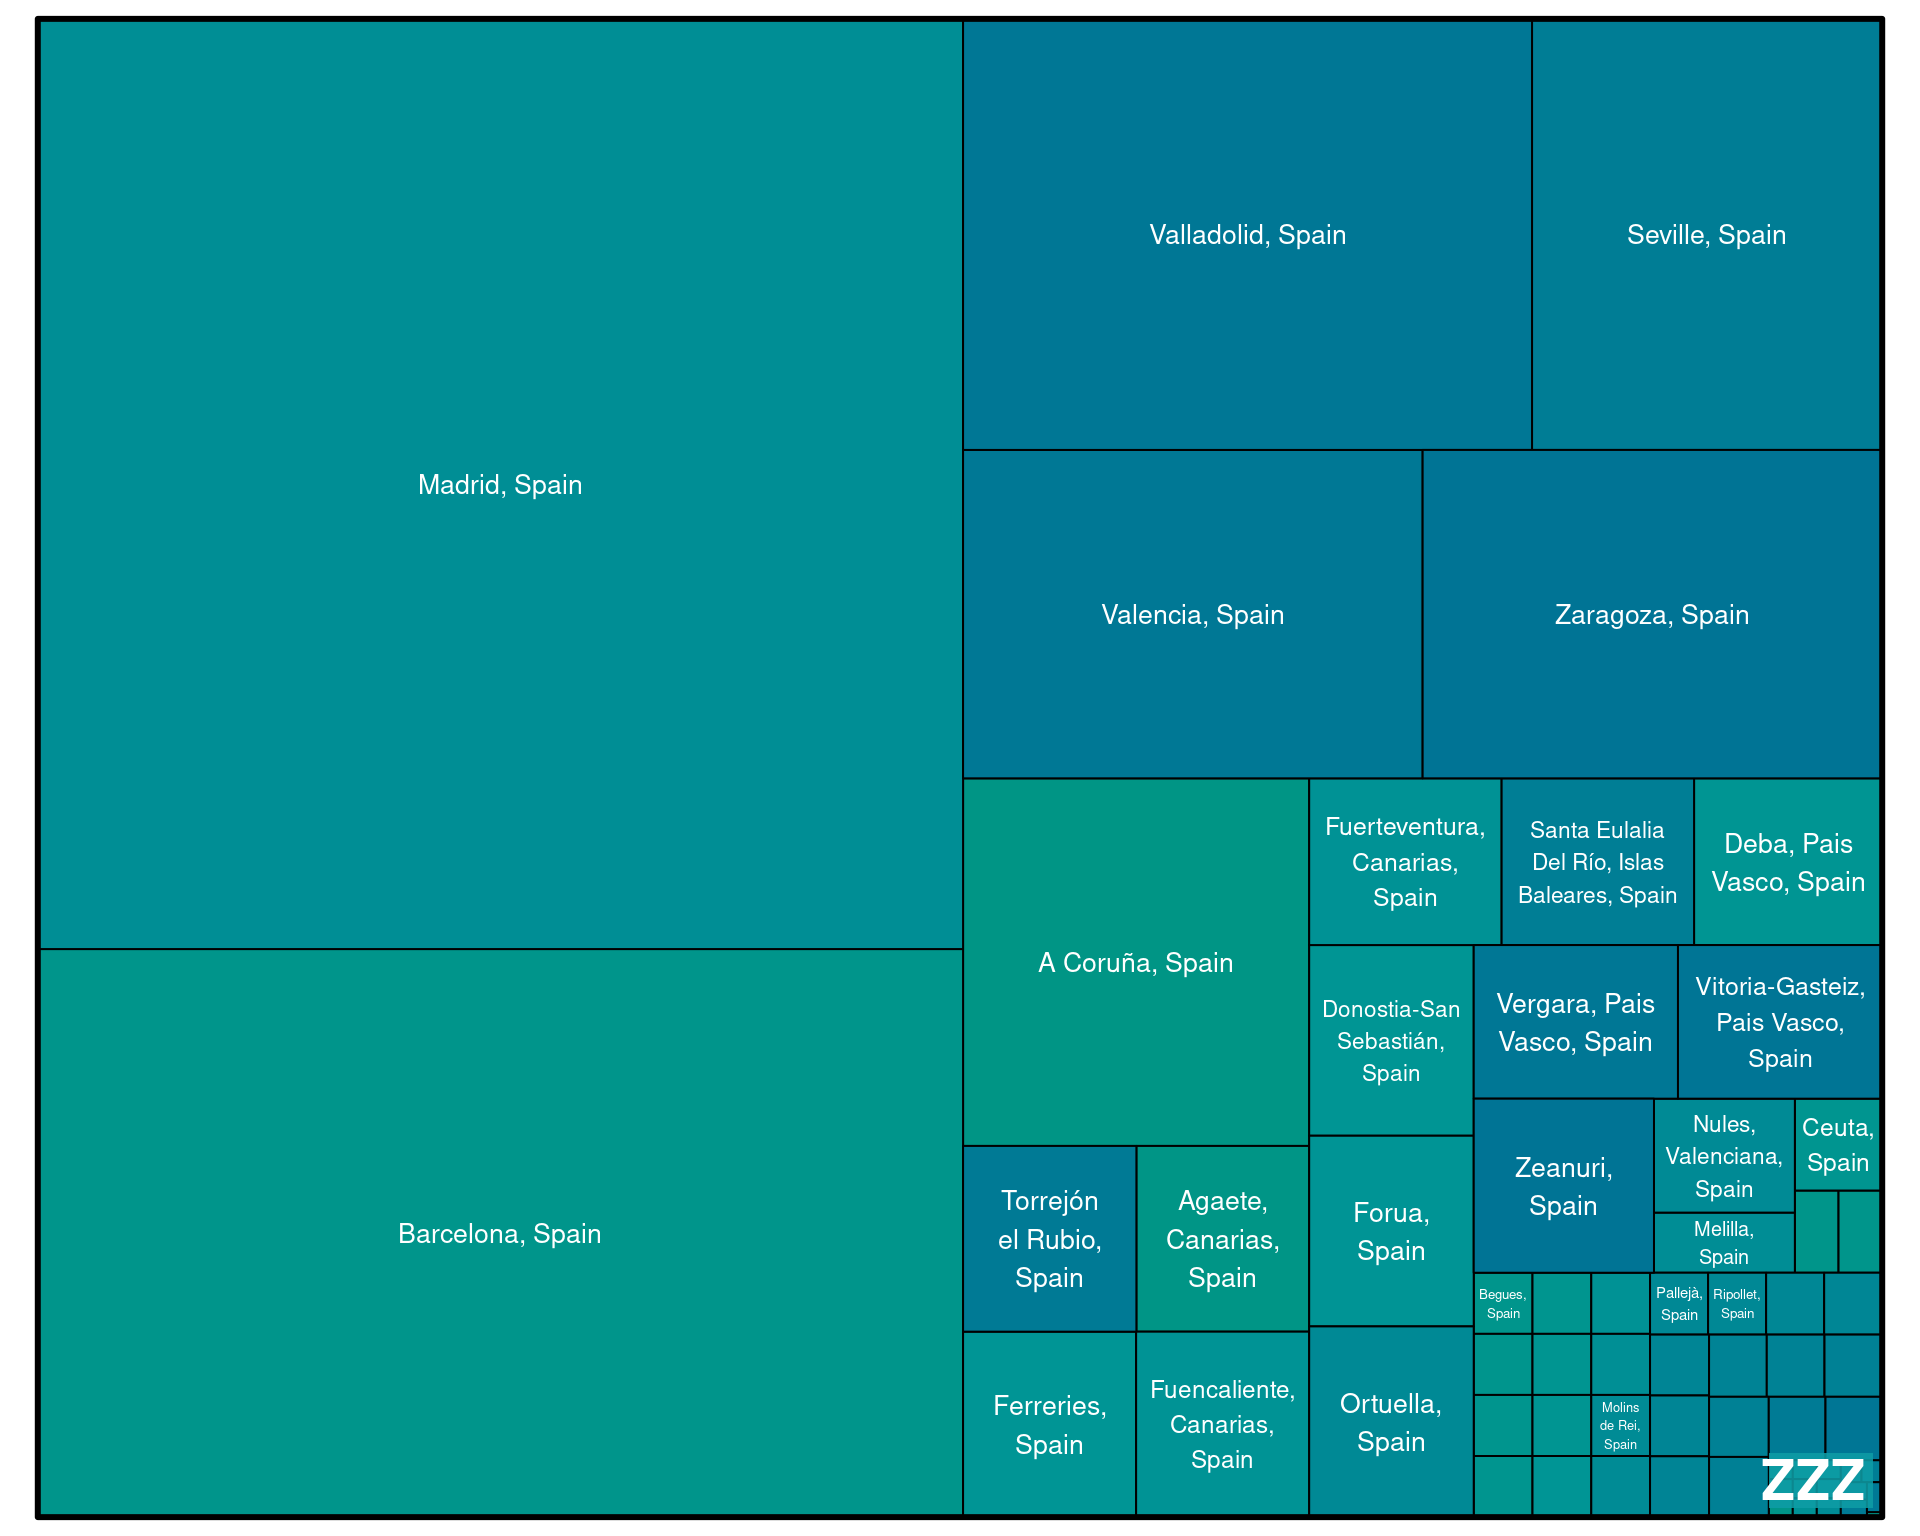 Madrid, Spain
Barcelona, Spain
Valladolid, Spain
Seville, Spain
Valencia, Spain
Zaragoza, Spain
A Coruña, Spain
Torrejón
el Rubio,
Spain
Agaete,
Canarias,
Spain
Ferreries,
Spain
Fuencaliente,
Canarias,
Spain
Fuerteventura,
Canarias,
Spain
Santa Eulalia
Del Río, Islas
Baleares, Spain
Deba, Pais
Vasco, Spain
Donostia-San
Sebastián,
Spain
Vergara, Pais
Vasco, Spain
Vitoria-Gasteiz,
Pais Vasco,
Spain
Forua,
Spain
Ortuella,
Spain
Zeanuri,
Spain
Nules,
Valenciana,
Spain
Melilla,
Spain
Ceuta,
Spain
Begues,
Spain
Pallejà,
Spain
Ripollet,
Spain
Molins
de Rei,
Spain
ZZZ